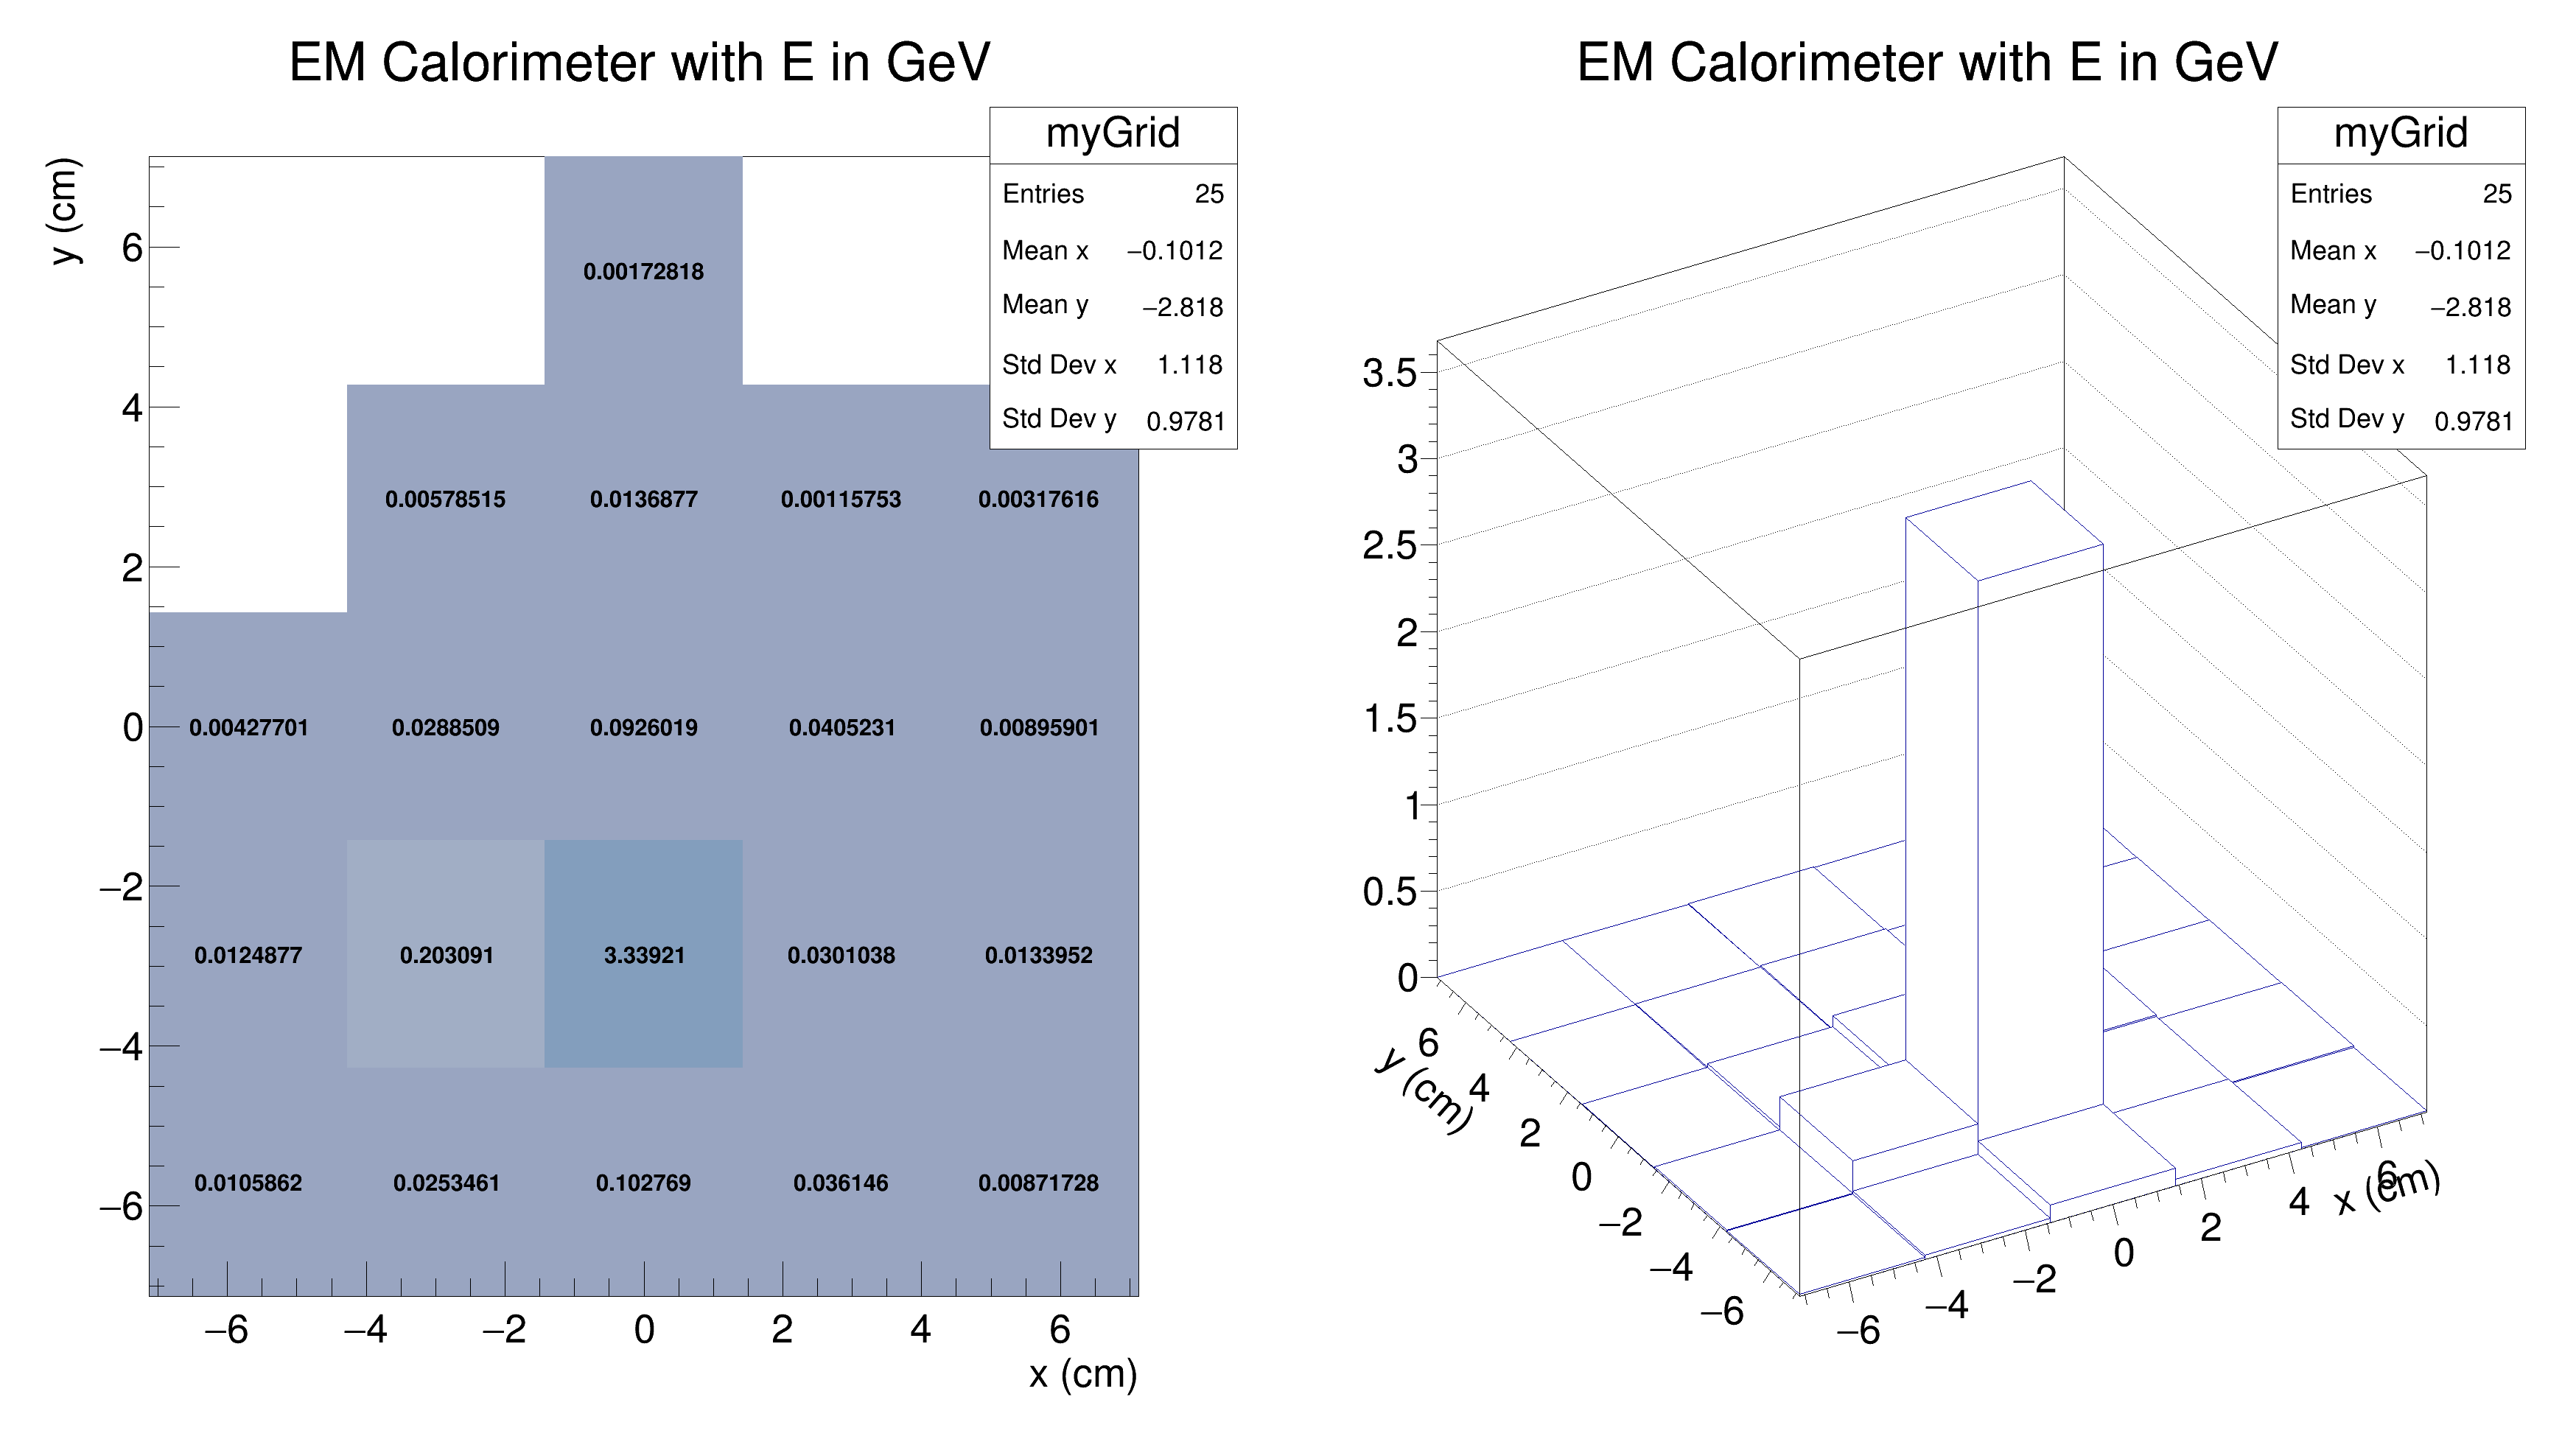 EM Calorimeter with E in GeV
myGrid
Entries 25
Mean x −0.1012
Mean y −2.818
Std Dev x 1.118
Std Dev y 0.9781
y (cm)
6
4
2
0
−2
−4
−6
0.00172818
0.00578515 0.0136877 0.00115753 0.00317616
0.00427701 0.0288509 0.0926019 0.0405231 0.00895901
0.0124877 0.203091 3.33921 0.0301038 0.0133952
0.0105862 0.0253461 0.102769 0.036146 0.00871728
−6 −4 −2 0 2 4 6
x (cm)
EM Calorimeter with E in GeV
myGrid
Entries 25
Mean x −0.1012
Mean y −2.818
Std Dev x 1.118
Std Dev y 0.9781
3.5
3
2.5
2
1.5
1
0.5
0
y (cm)
6
4
2
0
−2
−4
−6
−6 −4 −2 0 2 4 6
x (cm)